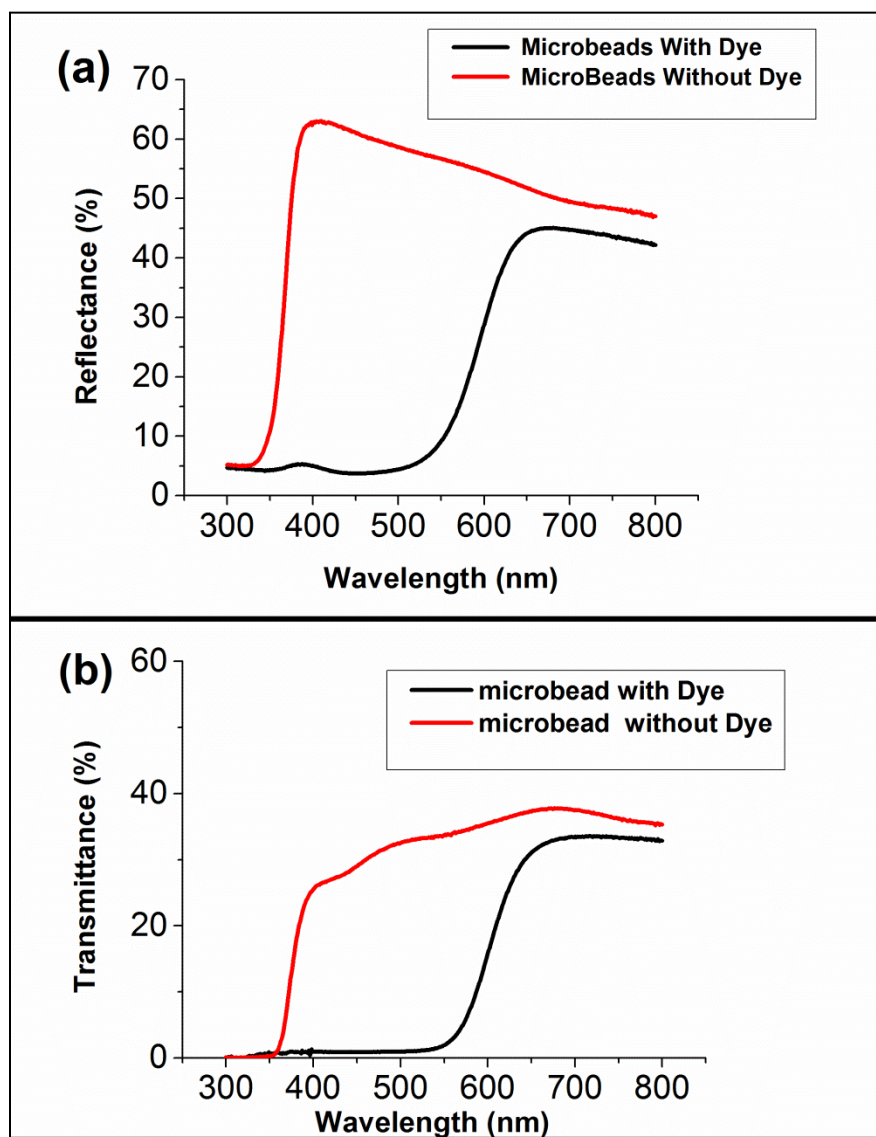 (a)
Microbeads With Dye
MicroBeads Without Dye
70
60
50
40
30
20
10
0
Reflectance (%)
300 400 500 600 700 800
Wavelength (nm)
(b)
microbead with Dye
microbead without Dye
60
40
20
0
Transmittance (%)
300 400 500 600 700 800
Wavelength (nm)